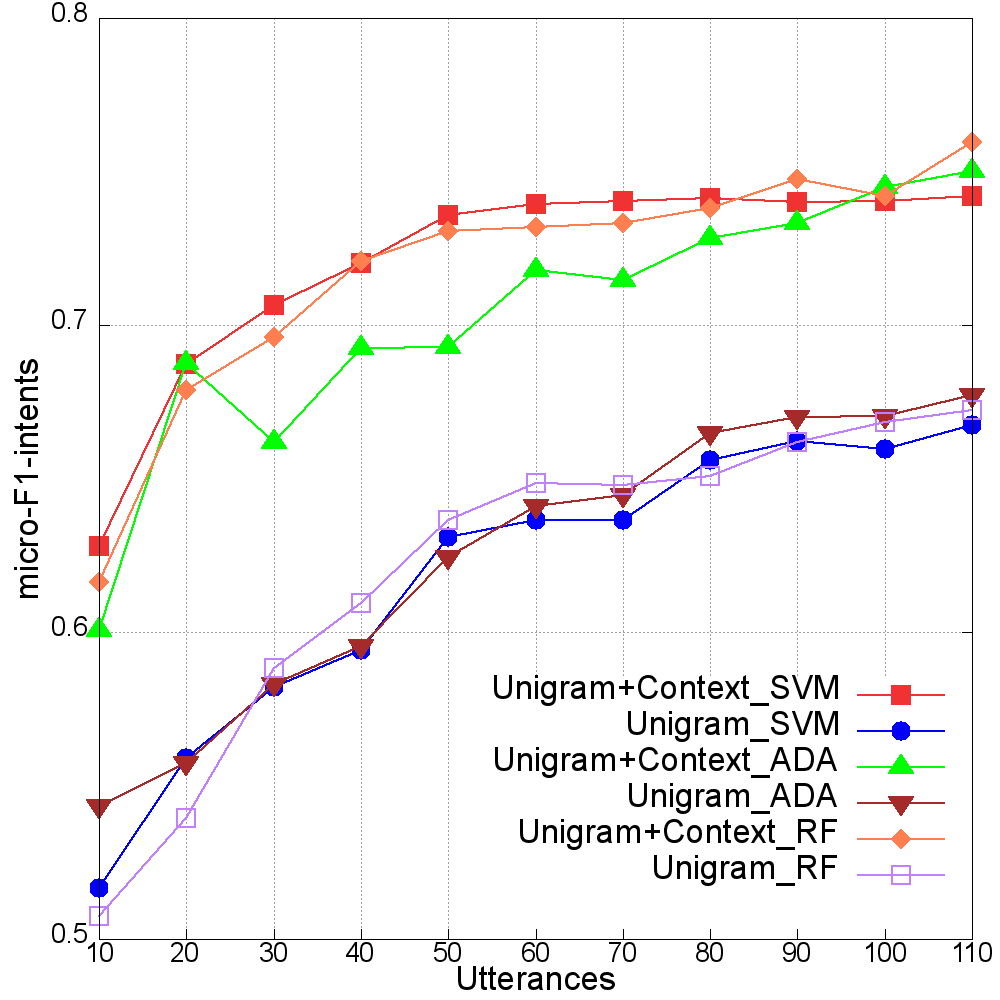 0.8
0.7
0.6
0.5
micro-F1-intents
Unigram+Context_SVM
Unigram_SVM
Unigram+Context_ADA
Unigram_ADA
Unigram+Context_RF
Unigram_RF
10 20 30 40 50 60 70 80 90 100 110
Utterances